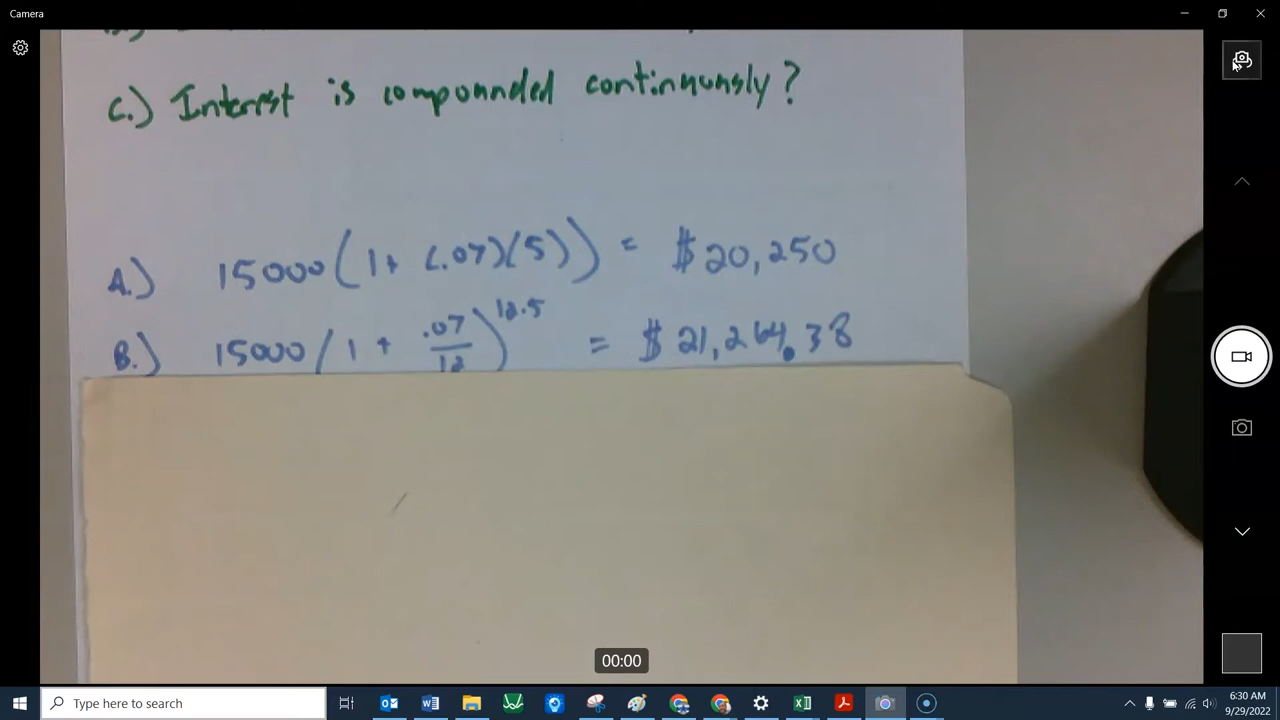 Camera
C.) Interest is compounded continuously?
A.) 15000(1+ (.07)(5)) = $20,250
B.) 15000(1 + .07/12)^12·5 = $21,264.38
00:00
Type here to search
6:30 AM
9/29/2022